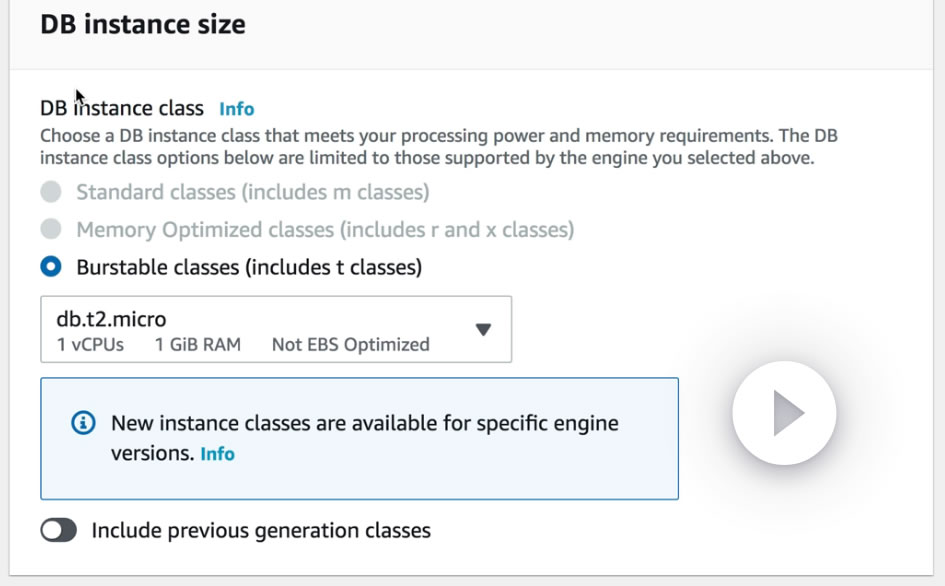 DB instance size
DB instance class Info
Choose a DB instance class that meets your processing power and memory requirements. The DB
instance class options below are limited to those supported by the engine you selected above.
Standard classes (includes m classes)
Memory Optimized classes (includes r and x classes)
Burstable classes (includes t classes)
db.t2.micro
1 vCPUs 1 GiB RAM Not EBS Optimized
New instance classes are available for specific engine
versions. Info
Include previous generation classes